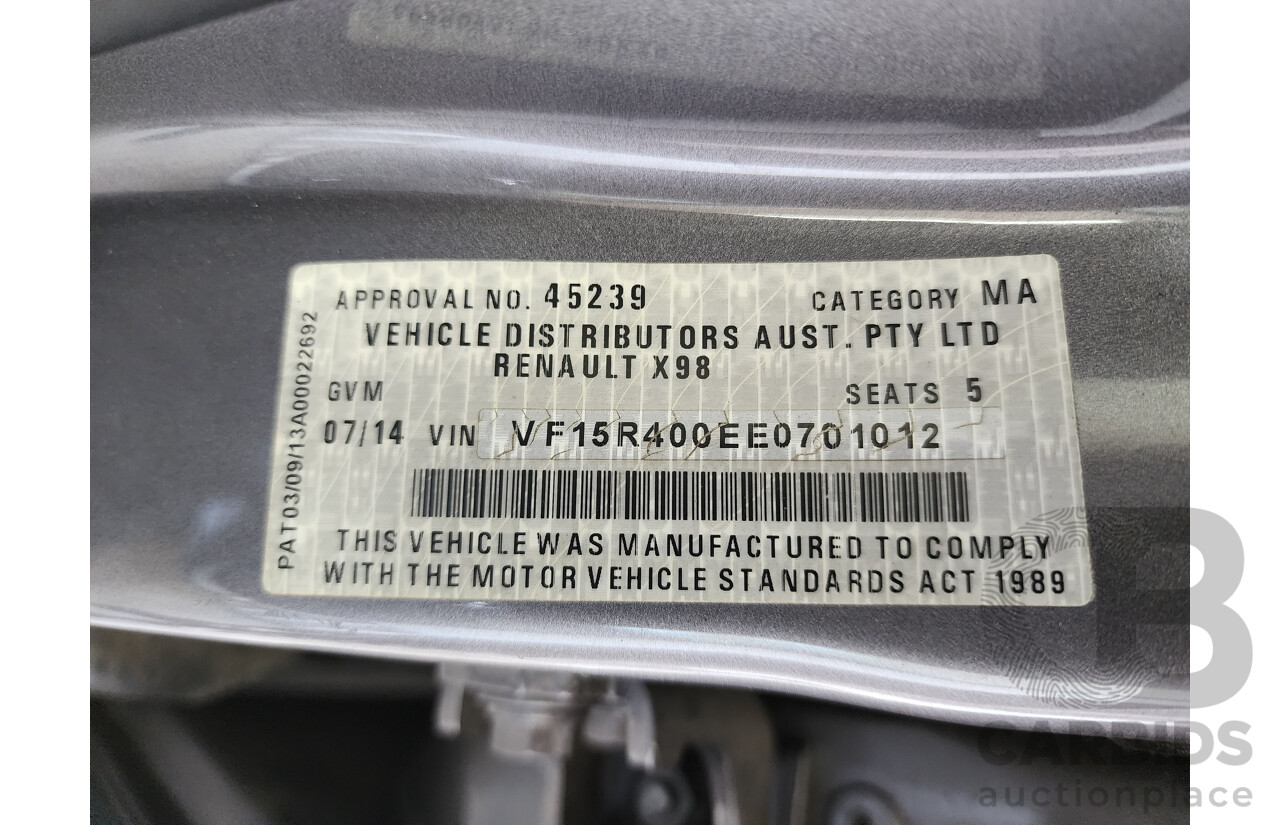 APPROVAL NO. 45239 CATEGORY MA
VEHICLE DISTRIBUTORS AUST. PTY LTD
RENAULT X98
GVM SEATS 5
07/14 VIN VF15R400EE0701012
THIS VEHICLE WAS MANUFACTURED TO COMPLY
WITH THE MOTOR VEHICLE STANDARDS ACT 1989
PAT03/09/13A00022692
B
CARBIDS
auctionplace